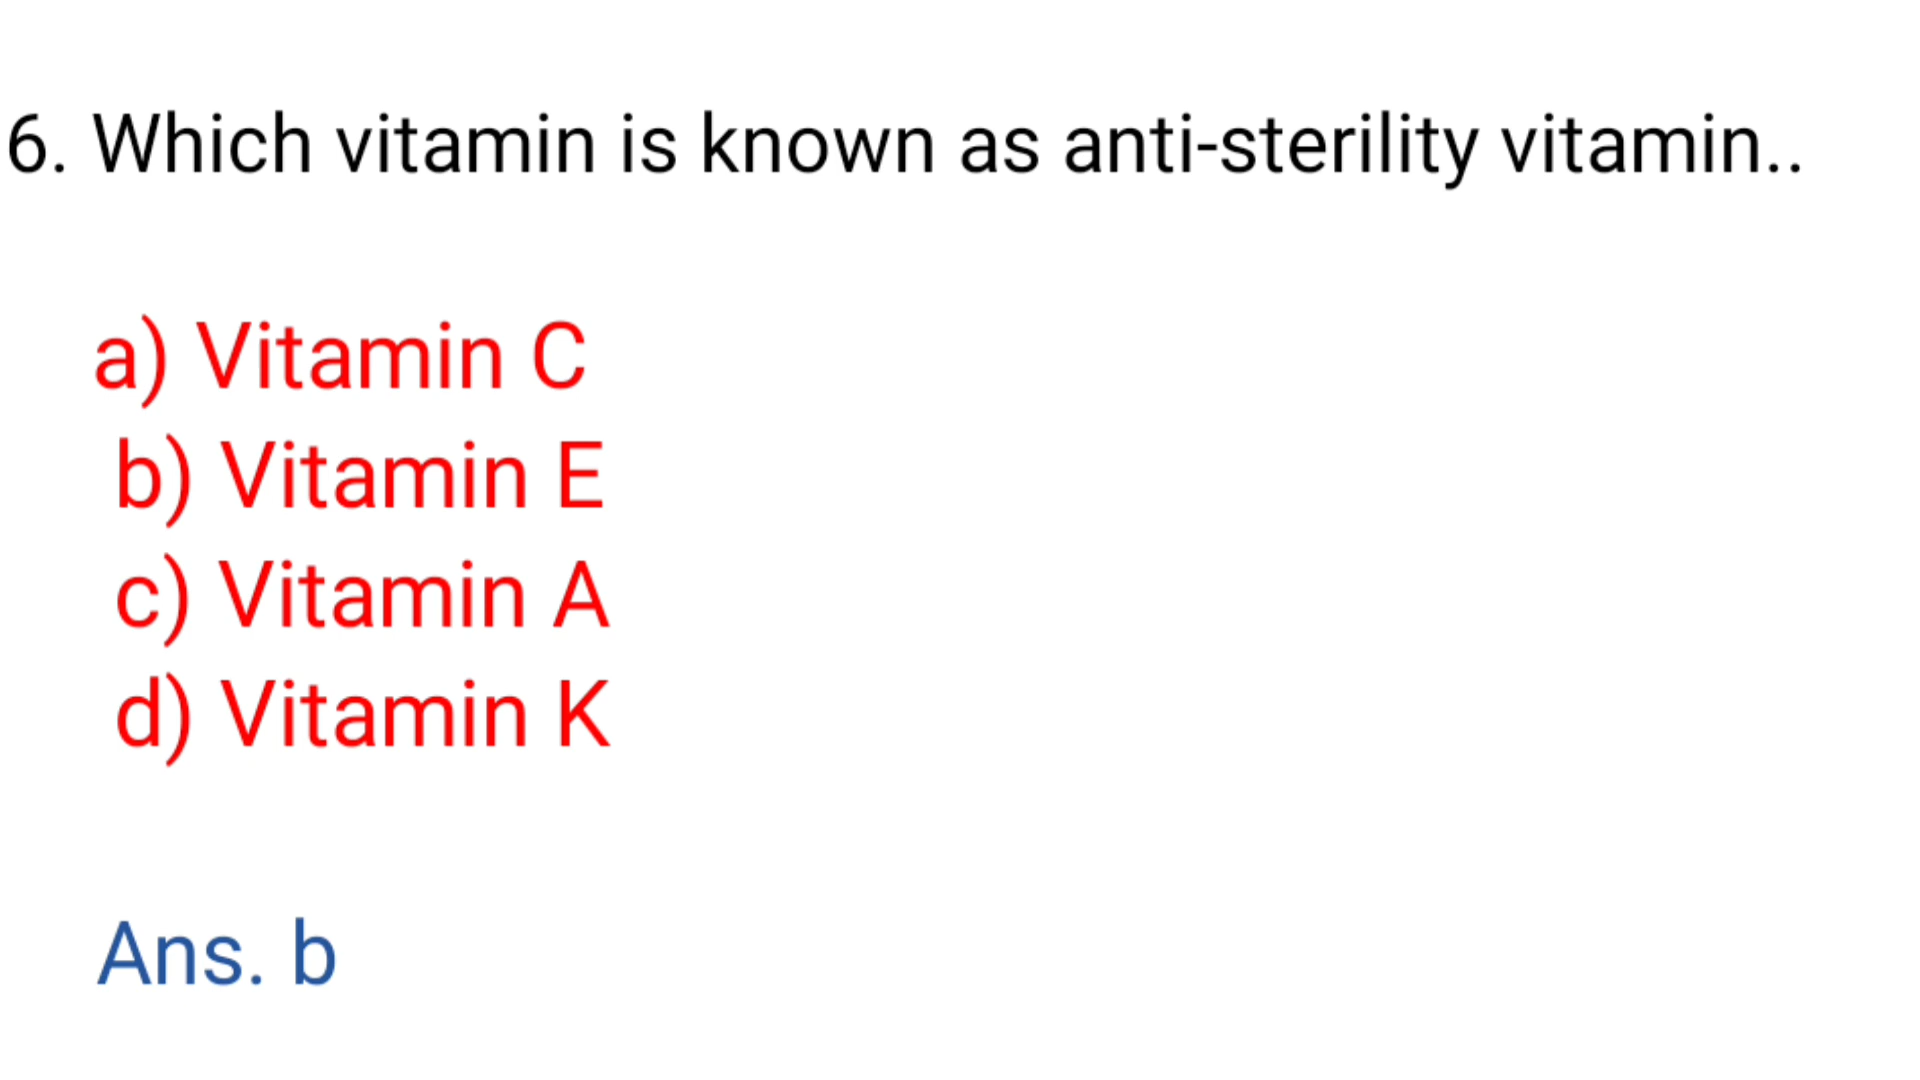 6. Which vitamin is known as anti-sterility vitamin..
a) Vitamin C
b) Vitamin E
c) Vitamin A
d) Vitamin K
Ans. b